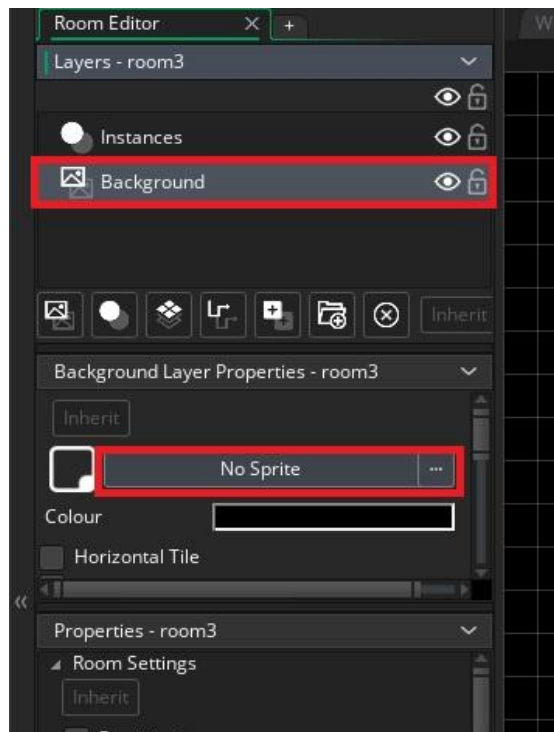 Room Editor × +
W
Layers - room3
Instances
Background
Inherit
Background Layer Properties - room3
Inherit
No Sprite ...
Colour
Horizontal Tile
Properties - room3
Room Settings
Inherit